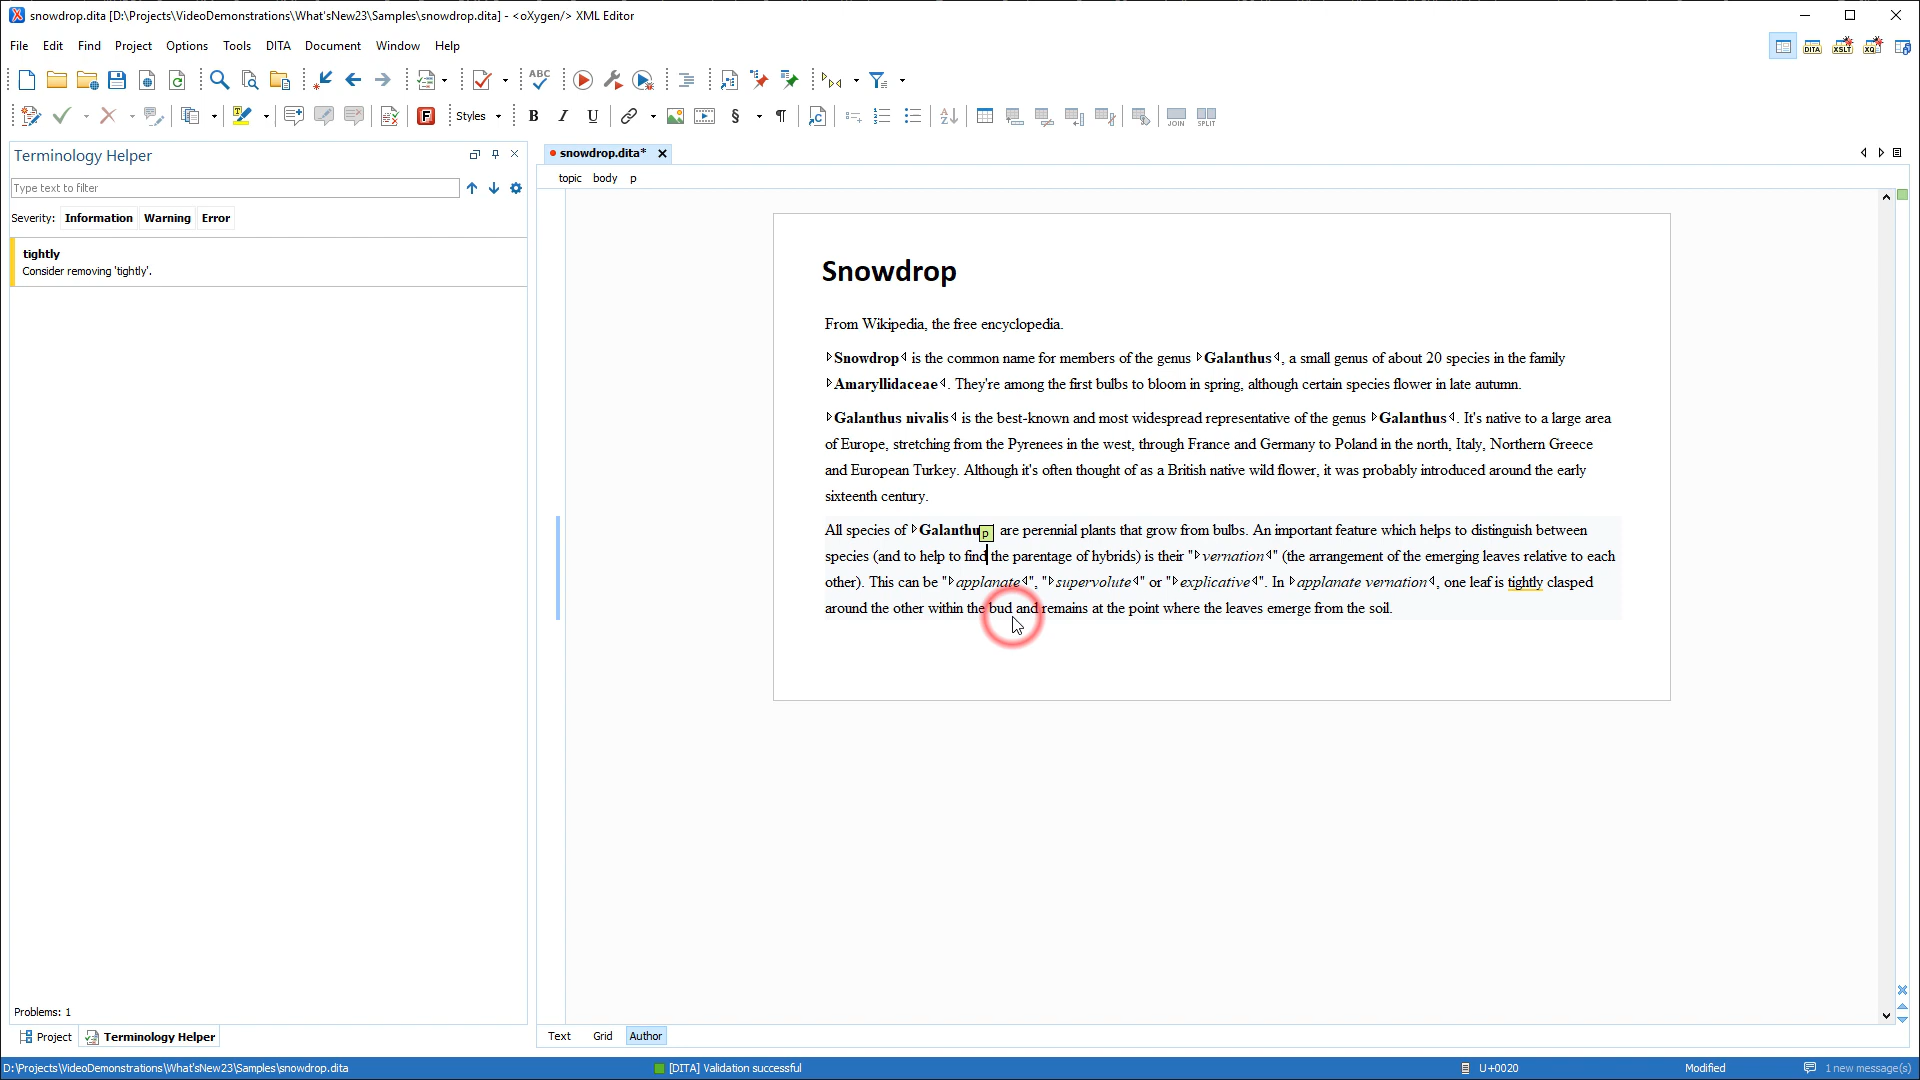 snowdrop.dita [D:\Projects\VideoDemonstrations\What'sNew23\Samples\snowdrop.dita] - <oXygen/> XML Editor
File Edit Find Project Options Tools DITA Document Window Help
DITA XSLT XQ
ABC
Styles B I U § ¶ JOIN SPLIT
Terminology Helper
snowdrop.dita*
topic body p
Type text to filter
Severity: Information Warning Error
tightly
Consider removing 'tightly'.
Snowdrop
From Wikipedia, the free encyclopedia.
Snowdrop is the common name for members of the genus Galanthus, a small genus of about 20 species in the family
Amaryllidaceae. They're among the first bulbs to bloom in spring, although certain species flower in late autumn.
Galanthus nivalis is the best-known and most widespread representative of the genus Galanthus. It's native to a large area
of Europe, stretching from the Pyrenees in the west, through France and Germany to Poland in the north, Italy, Northern Greece
and European Turkey. Although it's often thought of as a British native wild flower, it was probably introduced around the early
sixteenth century.
All species of Galanthu p are perennial plants that grow from bulbs. An important feature which helps to distinguish between
species (and to help to find the parentage of hybrids) is their "vernation" (the arrangement of the emerging leaves relative to each
other). This can be "applanate", "supervolute" or "explicative". In applanate vernation, one leaf is tightly clasped
around the other within the bud and remains at the point where the leaves emerge from the soil.
Problems: 1
Project Terminology Helper
Text Grid Author
D:\Projects\VideoDemonstrations\What'sNew23\Samples\snowdrop.dita [DITA] Validation successful U+0020 Modified 1 new message(s)